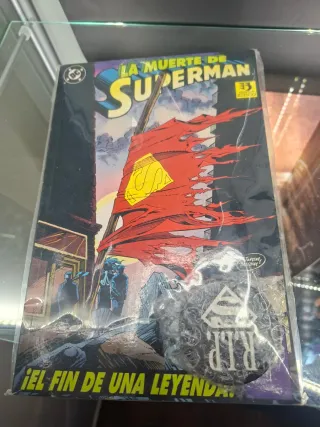 DC
LA MUERTE DE
SUPERMAN
¡EL FIN DE UNA LEYENDA!
R.I.P.